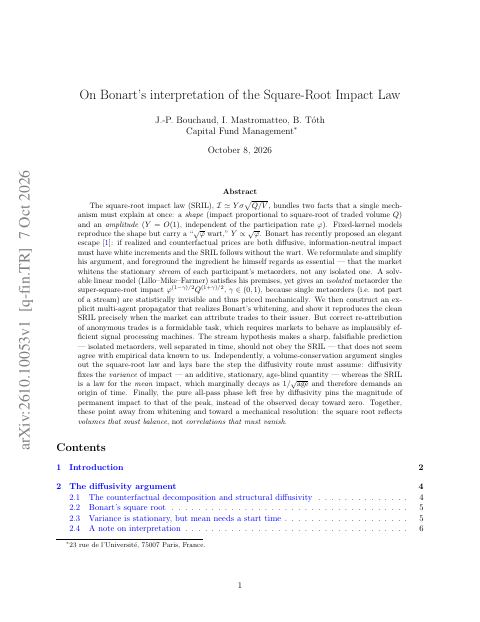 On Bonart's interpretation of the Square-Root Impact Law
J.-P. Bouchaud, I. Mastromatteo, B. Tóth
Capital Fund Management*
October 8, 2026
arXiv:2610.10053v1 [q-fin.TR] 7 Oct 2026
Abstract
The square-root impact law (SRIL), I ≃ Yσ√Q/V, bundles two facts that a single mech-
anism must explain at once: a shape (impact proportional to square-root of traded volume Q)
and an amplitude (Y = O(1), independent of the participation rate φ). Fixed-kernel models
reproduce the shape but carry a "√φ wart," Y ∝ √φ. Bonart has recently proposed an elegant
escape [1]: if realized and counterfactual prices are both diffusive, information-neutral impact
must have white increments and the SRIL follows without the wart. We reformulate and simplify
his argument, and foreground the ingredient he himself regards as essential — that the market
whitens the stationary stream of each participant's metaorders, not any isolated one. A solv-
able linear model (Lillo–Mike–Farmer) satisfies his premises, yet gives an isolated metaorder the
super-square-root impact φ^(1−γ)/2 Q^(1+γ)/2, γ ∈ (0, 1), because single metaorders (i.e. not part
of a stream) are statistically invisible and thus priced mechanically. We then construct an ex-
plicit multi-agent propagator that realizes Bonart's whitening, and show it reproduces the clean
SRIL precisely when the market can attribute trades to their issuer. But correct re-attribution
of anonymous trades is a formidable task, which requires markets to behave as implausibly ef-
ficient signal processing machines. The stream hypothesis makes a sharp, falsifiable prediction
— isolated metaorders, well separated in time, should not obey the SRIL — that does not seem
agree with empirical data known to us. Independently, a volume-conservation argument singles
out the square-root law and lays bare the step the diffusivity route must assume: diffusivity
fixes the variance of impact — an additive, stationary, age-blind quantity — whereas the SRIL
is a law for the mean impact, which marginally decays as 1/√age and therefore demands an
origin of time. Finally, the pure all-pass phase left free by diffusivity pins the magnitude of
permanent impact to that of the peak, instead of the observed decay toward zero. Together,
these point away from whitening and toward a mechanical resolution: the square root reflects
volumes that must balance, not correlations that must vanish.
Contents
1 Introduction 2
2 The diffusivity argument 4
2.1 The counterfactual decomposition and structural diffusivity . . . . . . . . . . . . . . 4
2.2 Bonart's square root . . . . . . . . . . . . . . . . . . . . . . . . . . . . . . . . . . . . 5
2.3 Variance is stationary, but mean needs a start time . . . . . . . . . . . . . . . . . . . 5
2.4 A note on interpretation . . . . . . . . . . . . . . . . . . . . . . . . . . . . . . . . . . 6
*23 rue de l'Université, 75007 Paris, France.
1